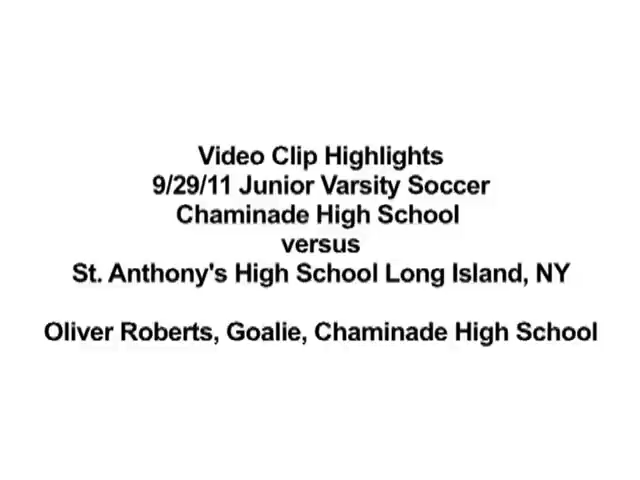 Video Clip Highlights
9/29/11 Junior Varsity Soccer
Chaminade High School
versus
St. Anthony's High School Long Island, NY
Oliver Roberts, Goalie, Chaminade High School